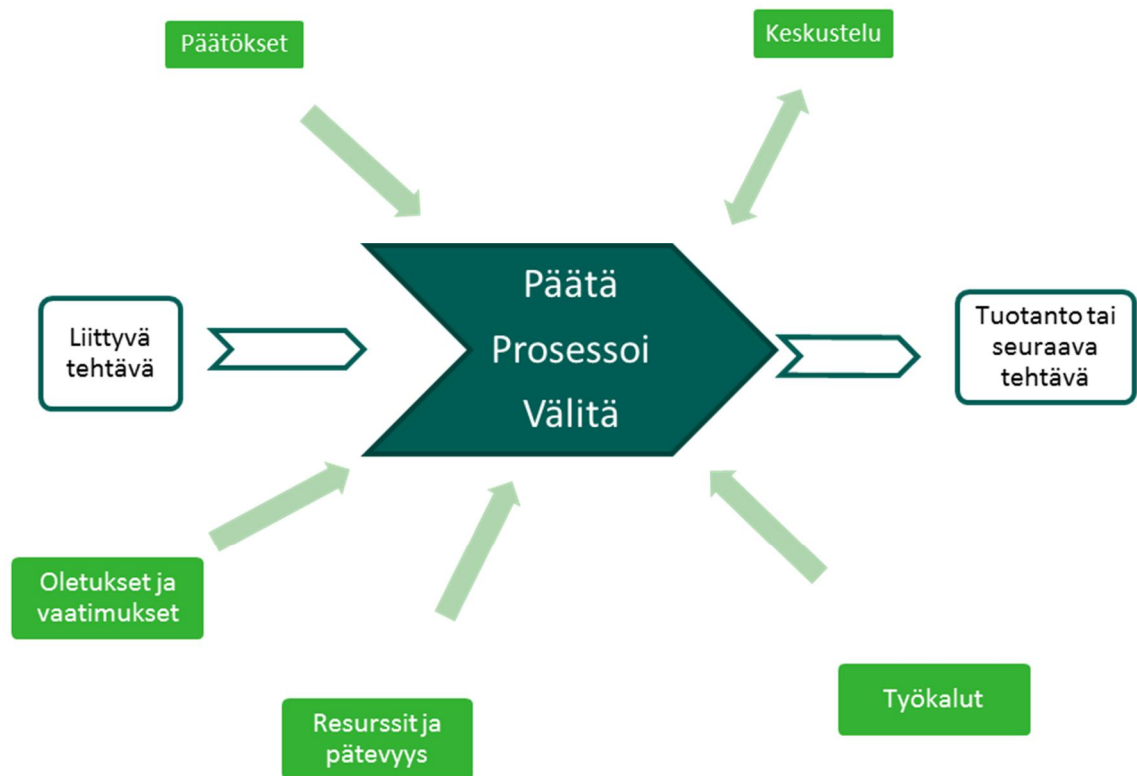 Päätökset
Keskustelu
Päätä
Prosessoi
Välitä
Liittyvä
tehtävä
Tuotanto tai
seuraava
tehtävä
Oletukset ja
vaatimukset
Resurssit ja
pätevyys
Työkalut